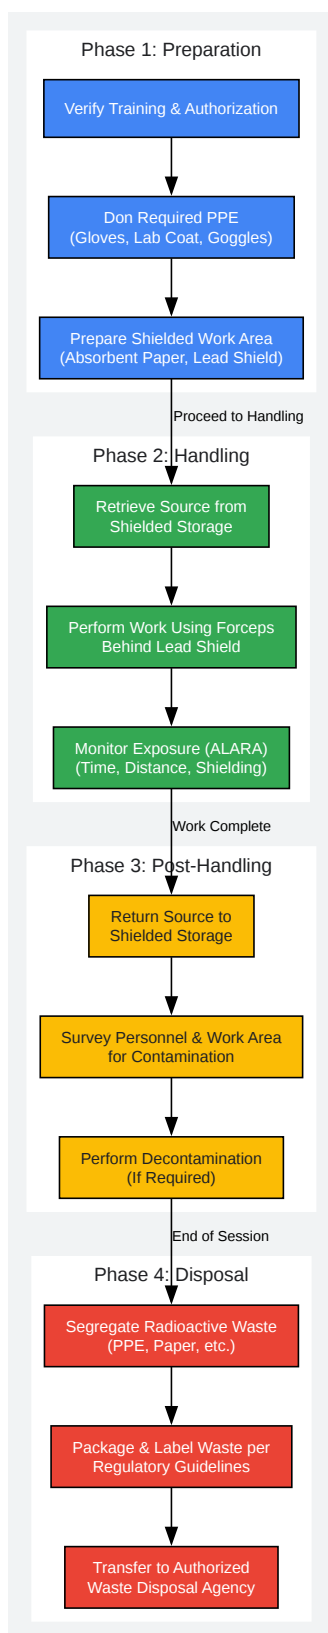 Phase 1: Preparation
Verify Training & Authorization
Don Required PPE
(Gloves, Lab Coat, Goggles)
Prepare Shielded Work Area
(Absorbent Paper, Lead Shield)
Proceed to Handling
Phase 2: Handling
Retrieve Source from
Shielded Storage
Perform Work Using Forceps
Behind Lead Shield
Monitor Exposure (ALARA)
(Time, Distance, Shielding)
Work Complete
Phase 3: Post-Handling
Return Source to
Shielded Storage
Survey Personnel & Work Area
for Contamination
Perform Decontamination
(If Required)
End of Session
Phase 4: Disposal
Segregate Radioactive Waste
(PPE, Paper, etc.)
Package & Label Waste per
Regulatory Guidelines
Transfer to Authorized
Waste Disposal Agency